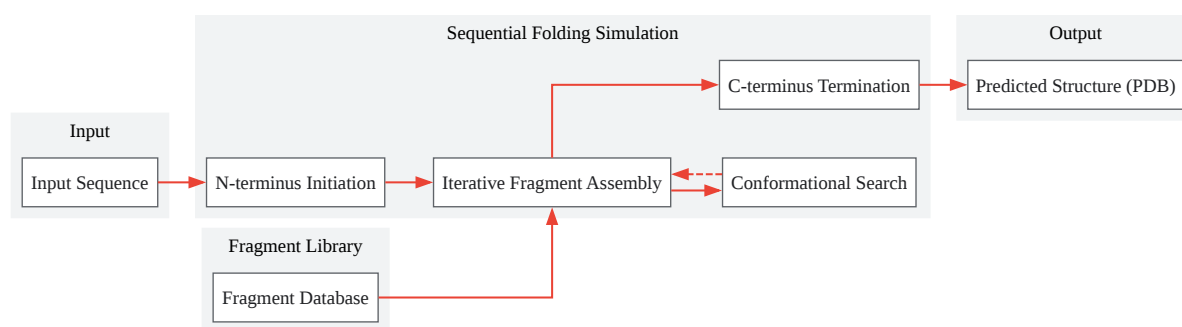 Sequential Folding Simulation
Output
C-terminus Termination
Predicted Structure (PDB)
Input
Input Sequence
N-terminus Initiation
Iterative Fragment Assembly
Conformational Search
Fragment Library
Fragment Database